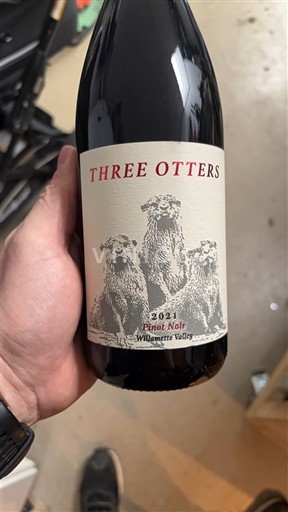 THREE OTTERS
2021
Pinot Noir
Willamette Valley